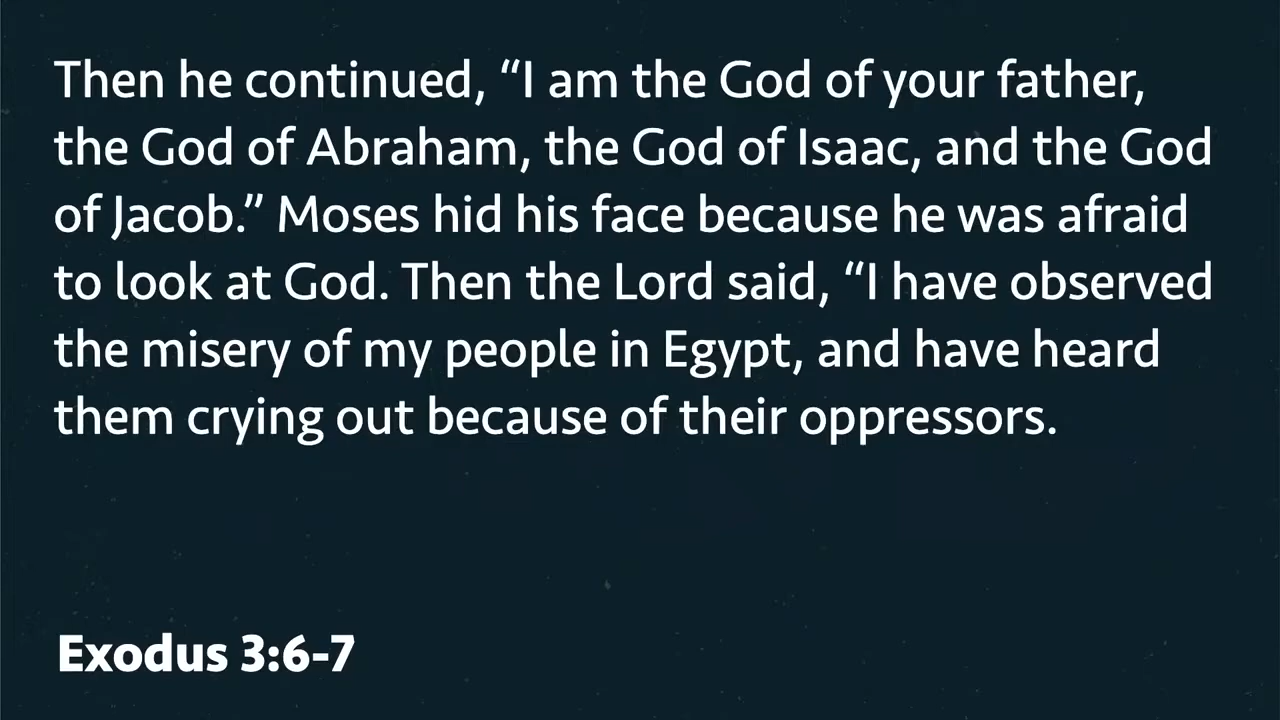 Then he continued, “I am the God of your father,
the God of Abraham, the God of Isaac, and the God
of Jacob.” Moses hid his face because he was afraid
to look at God. Then the Lord said, “I have observed
the misery of my people in Egypt, and have heard
them crying out because of their oppressors.
Exodus 3:6-7